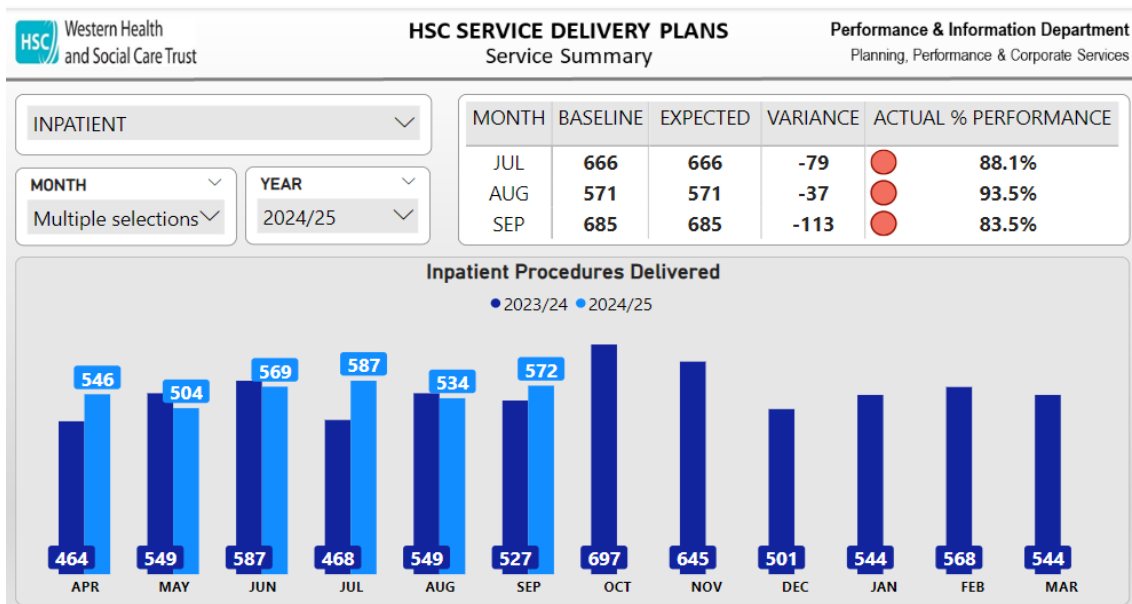 HSC Western Health and Social Care Trust
HSC SERVICE DELIVERY PLANS
Service Summary
Performance & Information Department
Planning, Performance & Corporate Services
INPATIENT
MONTH
Multiple selections
YEAR
2024/25
MONTH BASELINE EXPECTED VARIANCE ACTUAL % PERFORMANCE
JUL 666 666 -79 88.1%
AUG 571 571 -37 93.5%
SEP 685 685 -113 83.5%
Inpatient Procedures Delivered
2023/24 2024/25
546 504 569 587 534 572
464 549 587 468 549 527 697 645 501 544 568 544
APR MAY JUN JUL AUG SEP OCT NOV DEC JAN FEB MAR